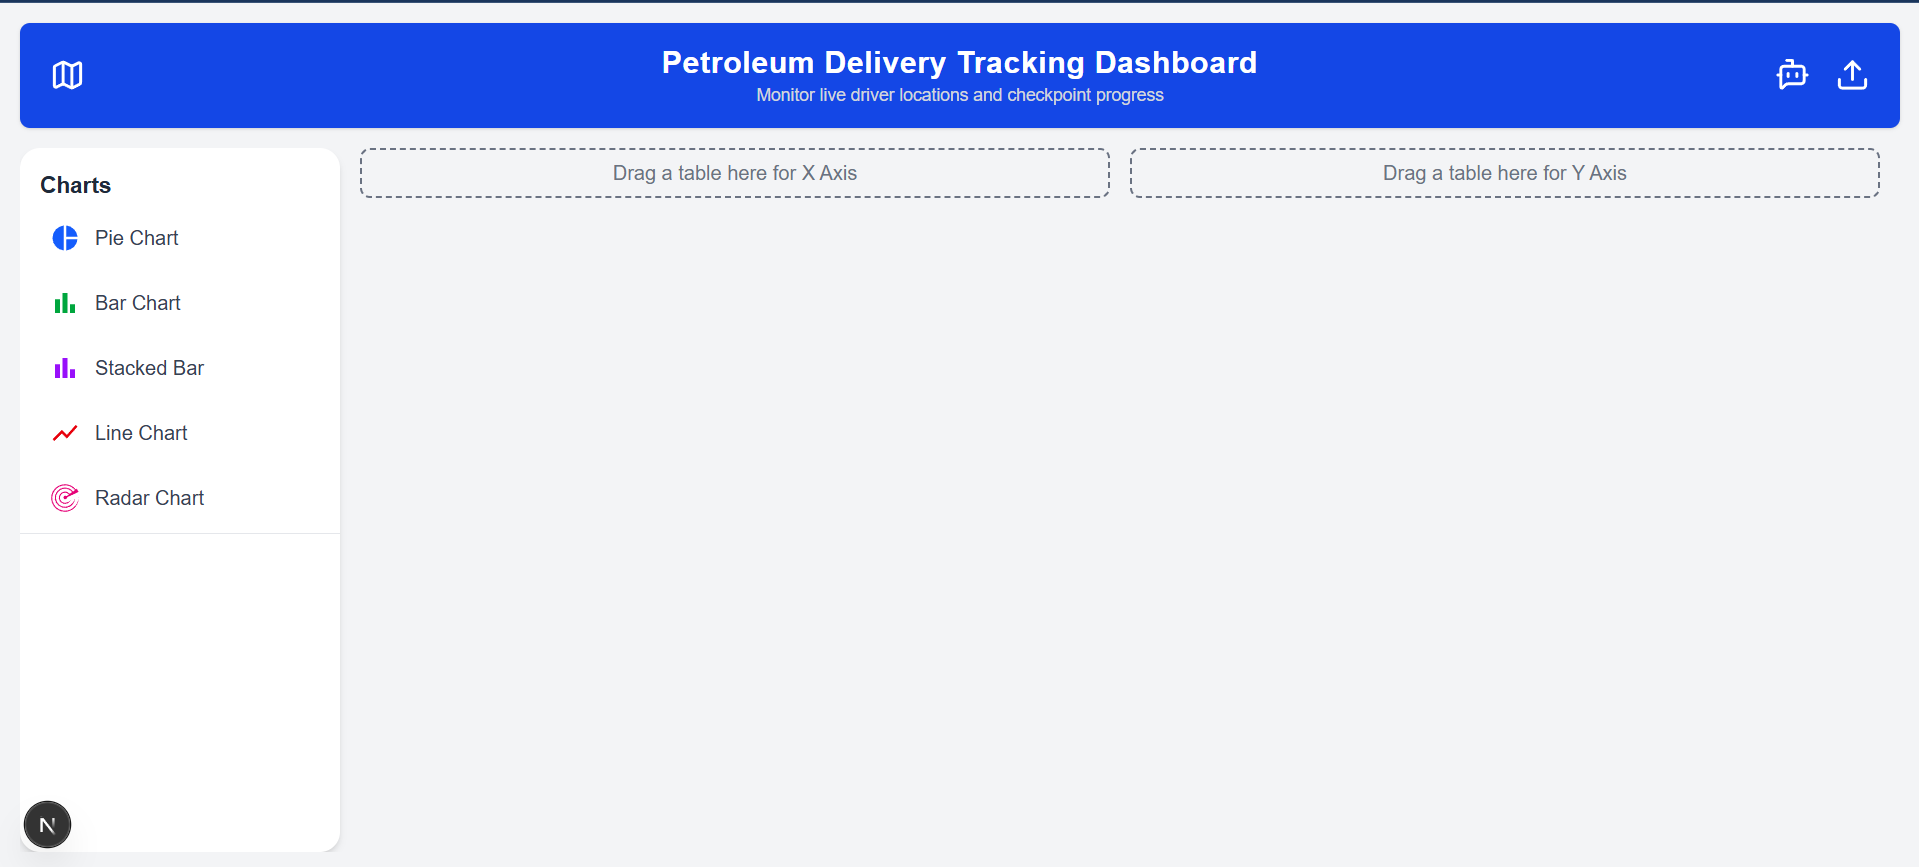 Petroleum Delivery Tracking Dashboard
Monitor live driver locations and checkpoint progress
Charts
Pie Chart
Bar Chart
Stacked Bar
Line Chart
Radar Chart
Drag a table here for X Axis
Drag a table here for Y Axis
N